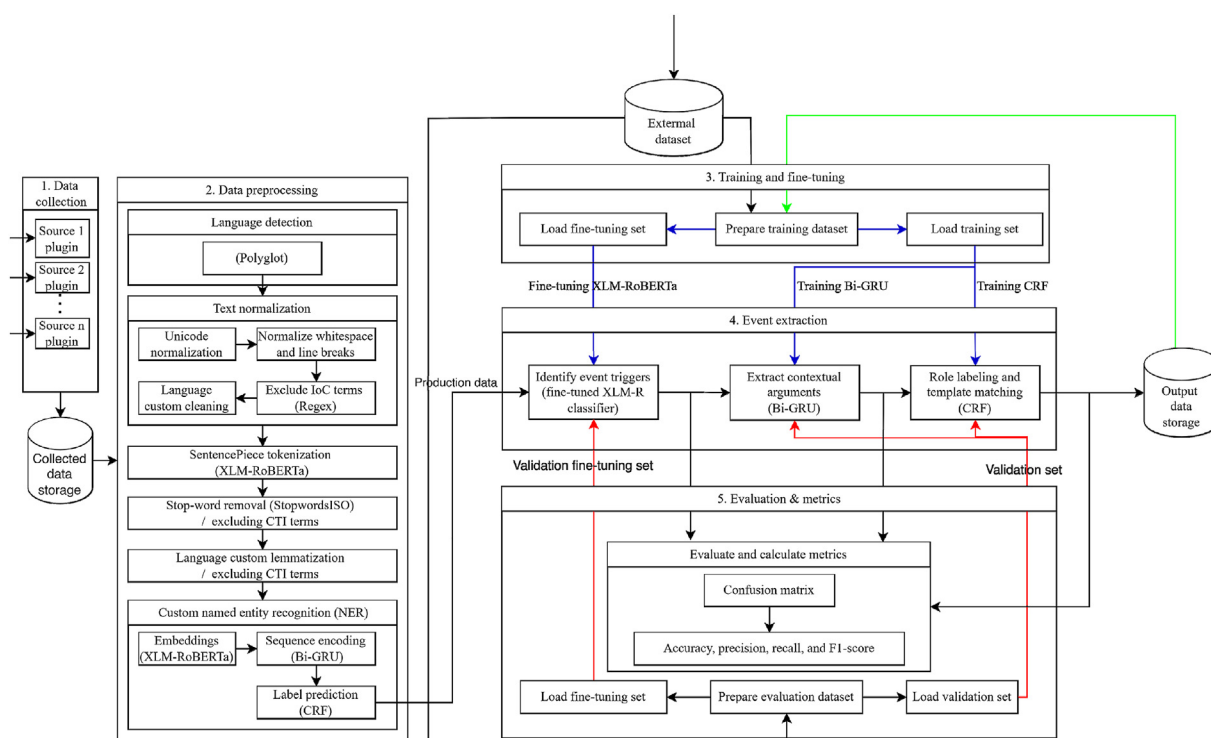 Extermal
dataset
1. Data
collection
Source 1
plugin
Source 2
plugin
Source n
plugin
Collected
data
storage
2. Data preprocessing
Language detection
(Polyglot)
Text normalization
Unicode
normalization
Normalize whitespace
and line breaks
Language
custom cleaning
Exclude IoC terms
(Regex)
SentencePiece tokenization
(XLM-RoBERTa)
Stop-word removal (StopwordsISO)
/ excluding CTI terms
Language custom lemmatization
/ excluding CTI terms
Custom named entity recognition (NER)
Embeddings
(XLM-RoBERTa)
Sequence encoding
(Bi-GRU)
Label prediction
(CRF)
Production data
3. Training and fine-tuning
Load fine-tuning set
Prepare training dataset
Load training set
Fine-tuning XLM-RoBERTa
Training Bi-GRU
Training CRF
4. Event extraction
Identify event triggers
(fine-tuned XLM-R
classifier)
Extract contextual
arguments
(Bi-GRU)
Role labeling and
template matching
(CRF)
Output
data
storage
Validation fine-tuning set
Validation set
5. Evaluation & metrics
Evaluate and calculate metrics
Confusion matrix
Accuracy, precision, recall, and F1-score
Load fine-tuning set
Prepare evaluation dataset
Load validation set